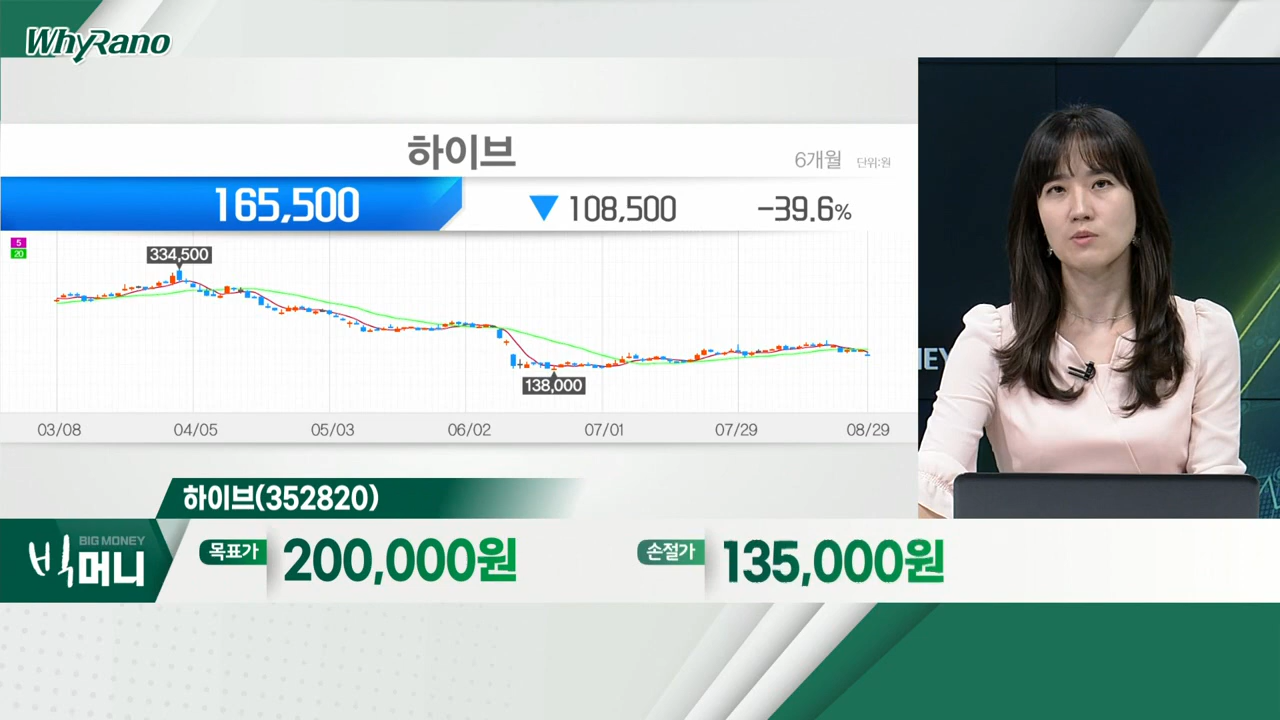 WhyRano
하이브
6개월 단위:원
165,500 ▼ 108,500 -39.6%
5
20
334,500
138,000
03/08 04/05 05/03 06/02 07/01 07/29 08/29
하이브(352820)
BIG MONEY
빅머니
목표가 200,000원 손절가 135,000원